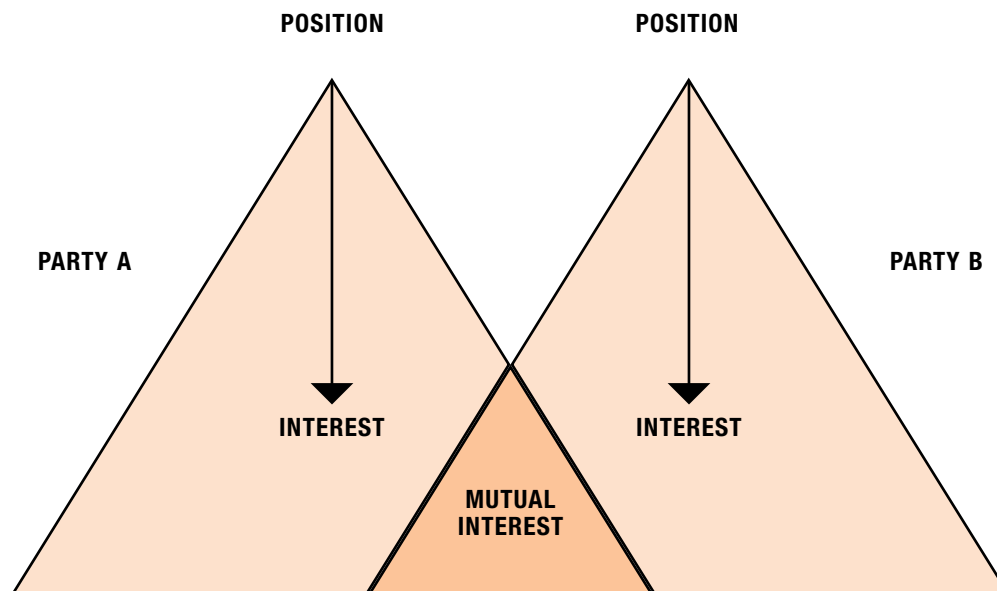 POSITION
POSITION
PARTY A
PARTY B
INTEREST
INTEREST
MUTUAL
INTEREST